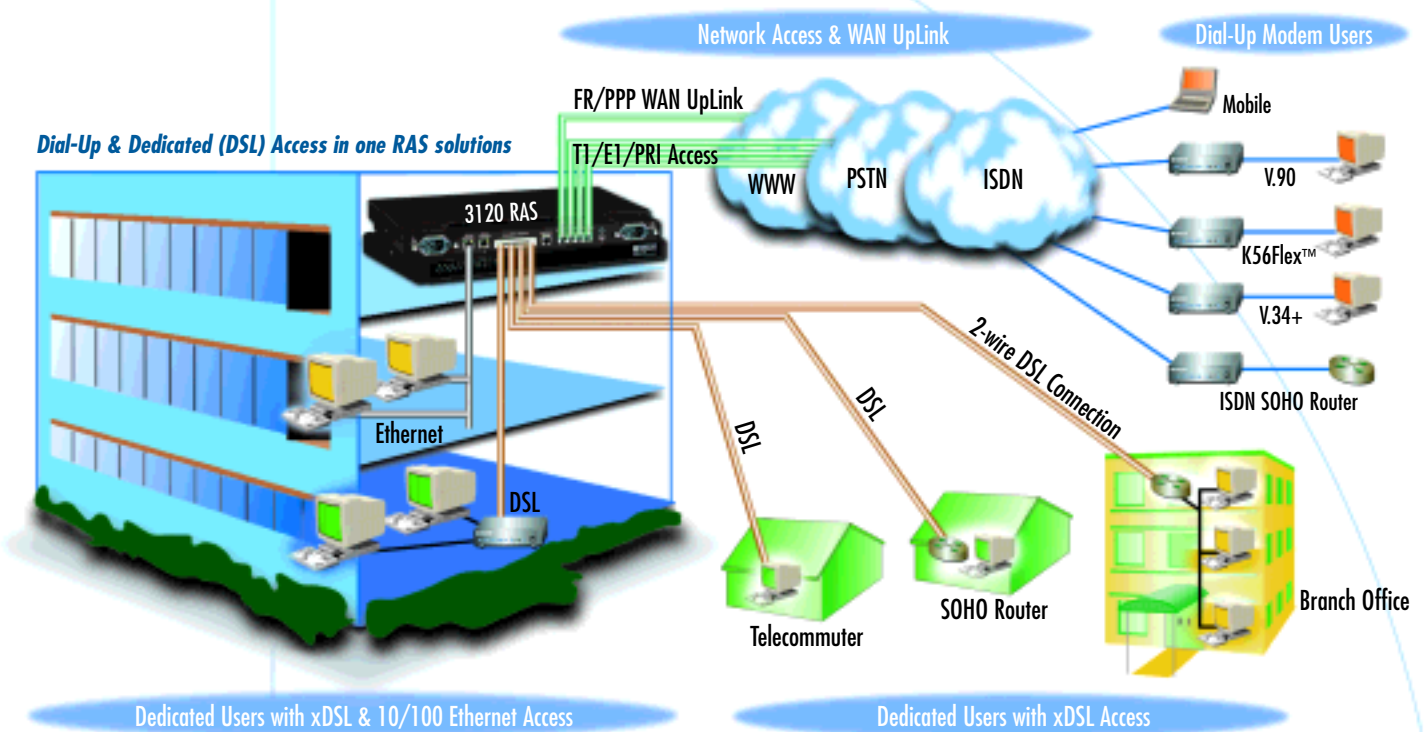 Network Access & WAN UpLink
Dial-Up Modem Users
FR/PPP WAN UpLink
Mobile
Dial-Up & Dedicated (DSL) Access in one RAS solutions
T1/E1/PRI Access
WWW
PSTN
ISDN
V.90
3120 RAS
K56Flex™
V.34+
2-wire DSL Connection
ISDN SOHO Router
Ethernet
DSL
DSL
DSL
Telecommuter
SOHO Router
Branch Office
Dedicated Users with xDSL & 10/100 Ethernet Access
Dedicated Users with xDSL Access